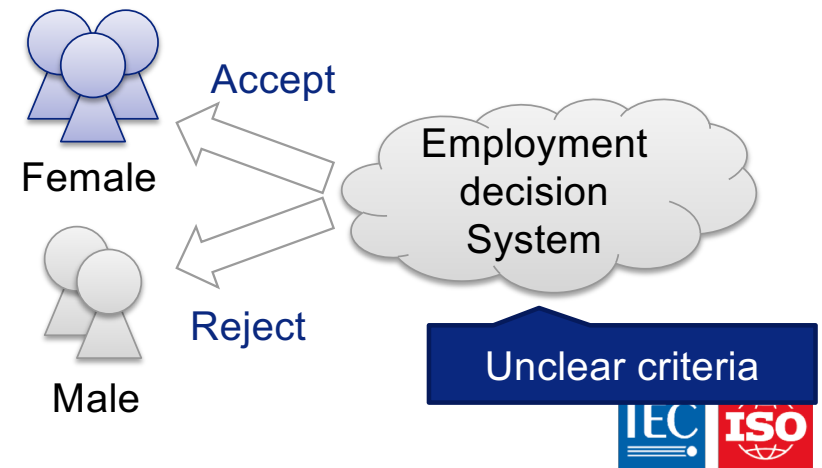 Accept
Female
Employment
decision
System
Reject
Male
Unclear criteria
IEC
ISO